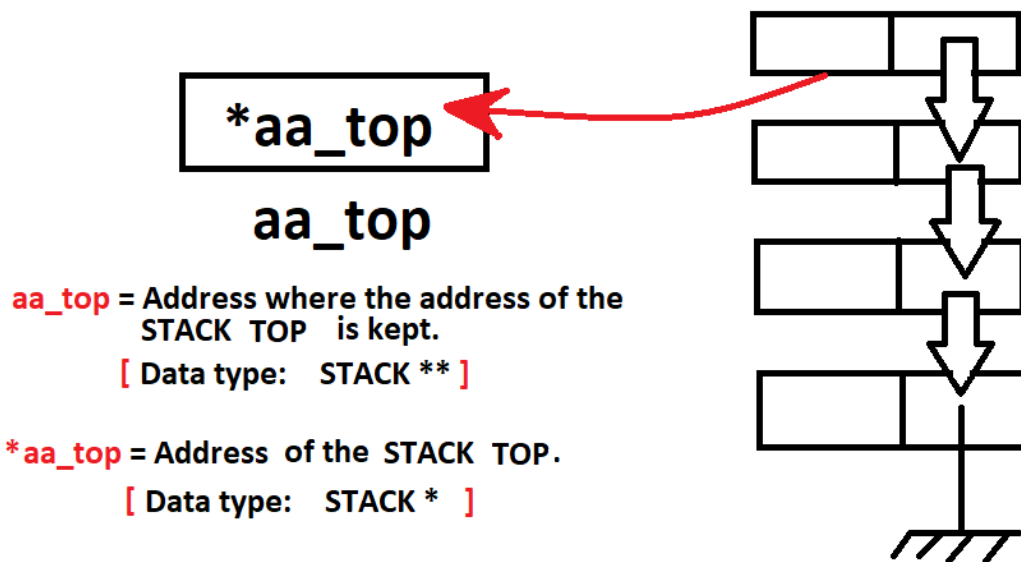 *aa_top
aa_top
aa_top = Address where the address of the
STACK TOP is kept.
[ Data type: STACK ** ]
*aa_top = Address of the STACK TOP.
[ Data type: STACK * ]